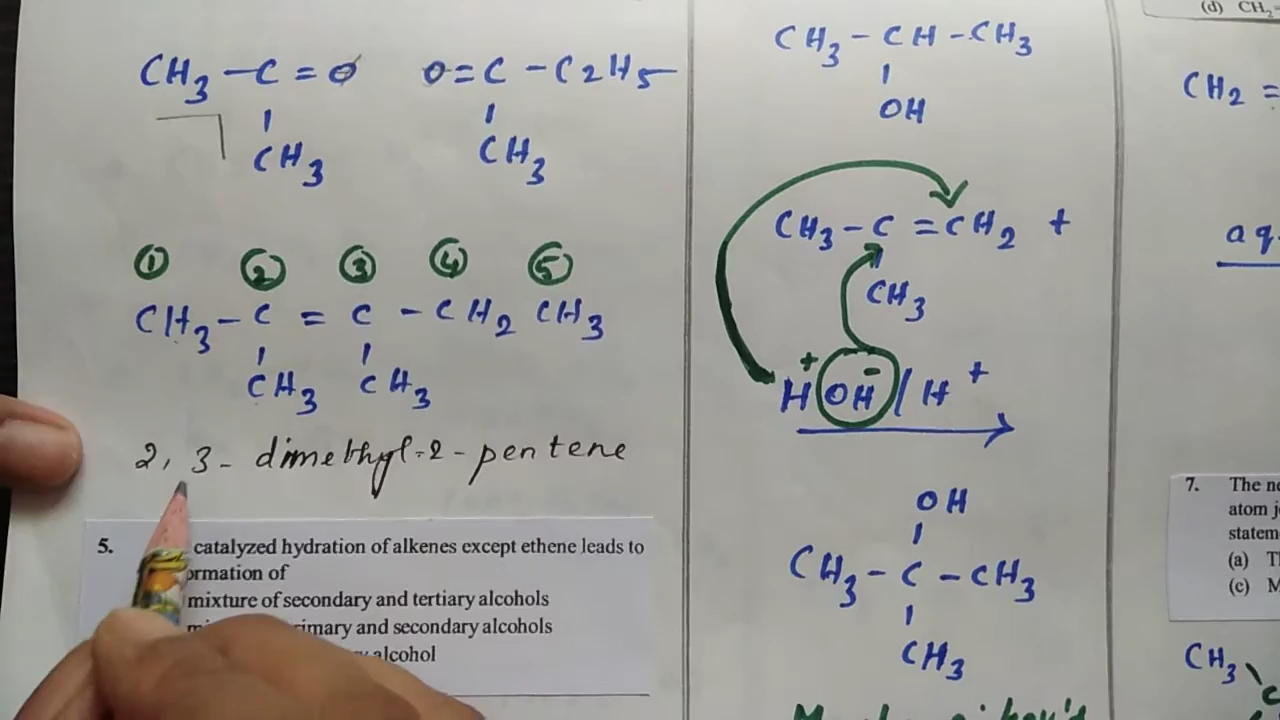 CH3 - C = O O = C - C2H5
CH3 CH3
① ② ③ ④ ⑤
CH3 - C = C - CH2 CH3
CH3 CH3
2, 3 - dimethyl-2-pentene
5. catalyzed hydration of alkenes except ethene leads to
of
mixture of secondary and tertiary alcohols
and secondary alcohols
alcohol
CH3 - CH - CH3
OH
CH3 - C = CH2 +
CH3
H+ OH- / H+
OH
CH3 - C - CH3
CH3
(d) CH2=
CH2 =
aq.
7. The
atom
(a)
(c)
CH3
C